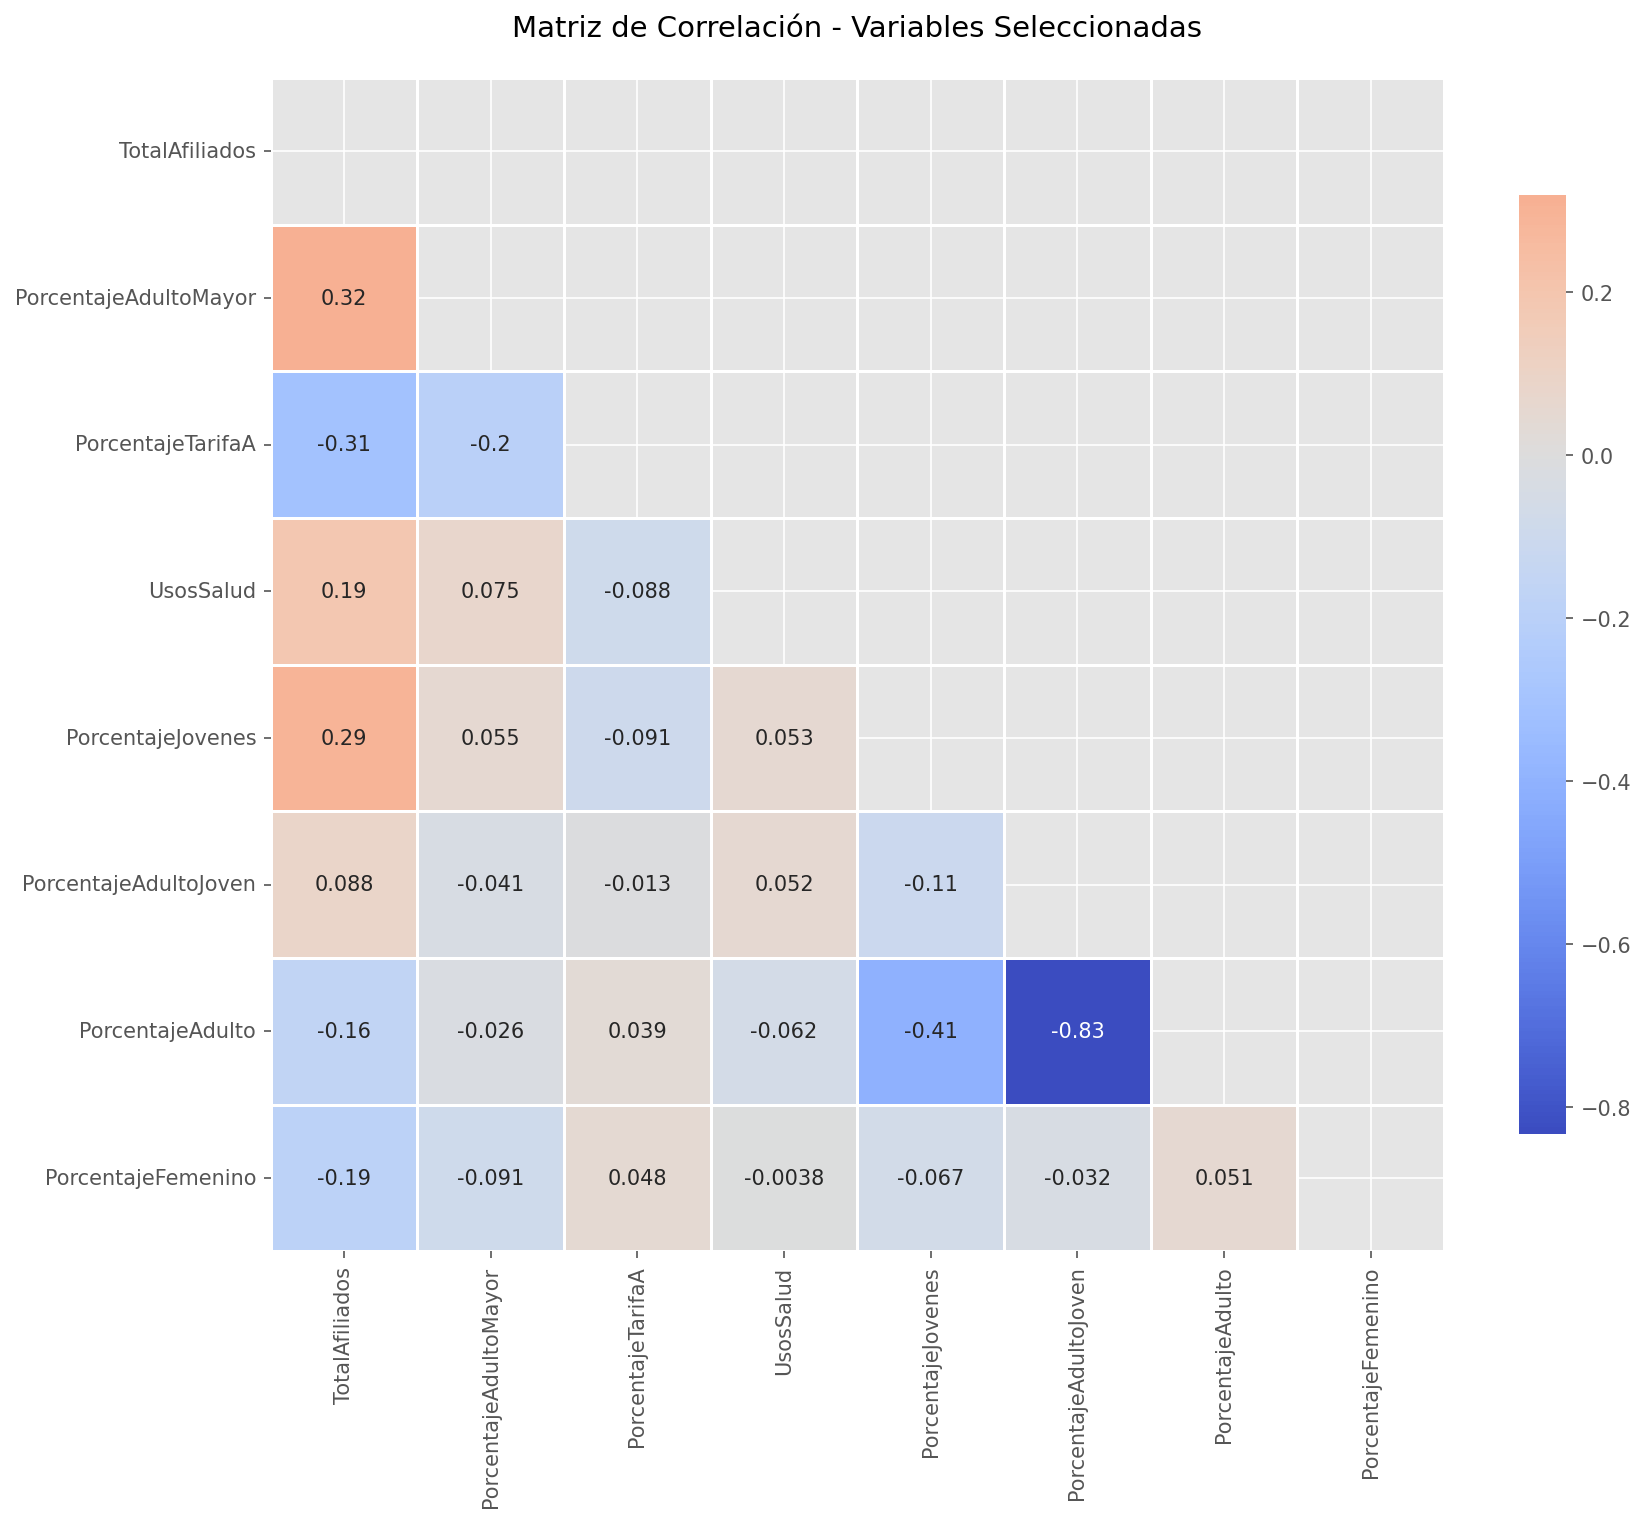 Matriz de Correlación - Variables Seleccionadas
TotalAfiliados
PorcentajeAdultoMayor 0.32
PorcentajeTarifaA -0.31 -0.2
UsosSalud 0.19 0.075 -0.088
PorcentajeJovenes 0.29 0.055 -0.091 0.053
PorcentajeAdultoJoven 0.088 -0.041 -0.013 0.052 -0.11
PorcentajeAdulto -0.16 -0.026 0.039 -0.062 -0.41 -0.83
PorcentajeFemenino -0.19 -0.091 0.048 -0.0038 -0.067 -0.032 0.051
TotalAfiliados
PorcentajeAdultoMayor
PorcentajeTarifaA
UsosSalud
PorcentajeJovenes
PorcentajeAdultoJoven
PorcentajeAdulto
PorcentajeFemenino
0.2
0.0
−0.2
−0.4
−0.6
−0.8